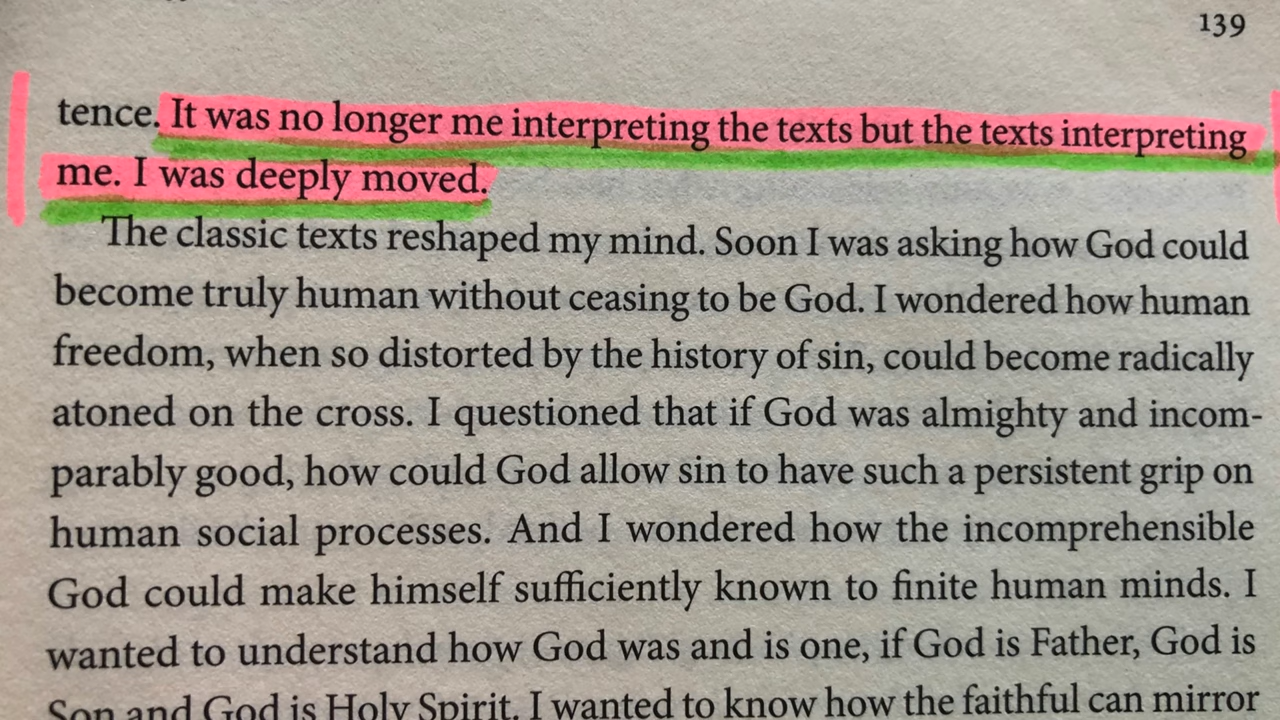 139
tence. It was no longer me interpreting the texts but the texts interpreting
me. I was deeply moved.
The classic texts reshaped my mind. Soon I was asking how God could
become truly human without ceasing to be God. I wondered how human
freedom, when so distorted by the history of sin, could become radically
atoned on the cross. I questioned that if God was almighty and incom-
parably good, how could God allow sin to have such a persistent grip on
human social processes. And I wondered how the incomprehensible
God could make himself sufficiently known to finite human minds. I
wanted to understand how God was and is one, if God is Father, God is
Son and God is Holy Spirit. I wanted to know how the faithful can mirror